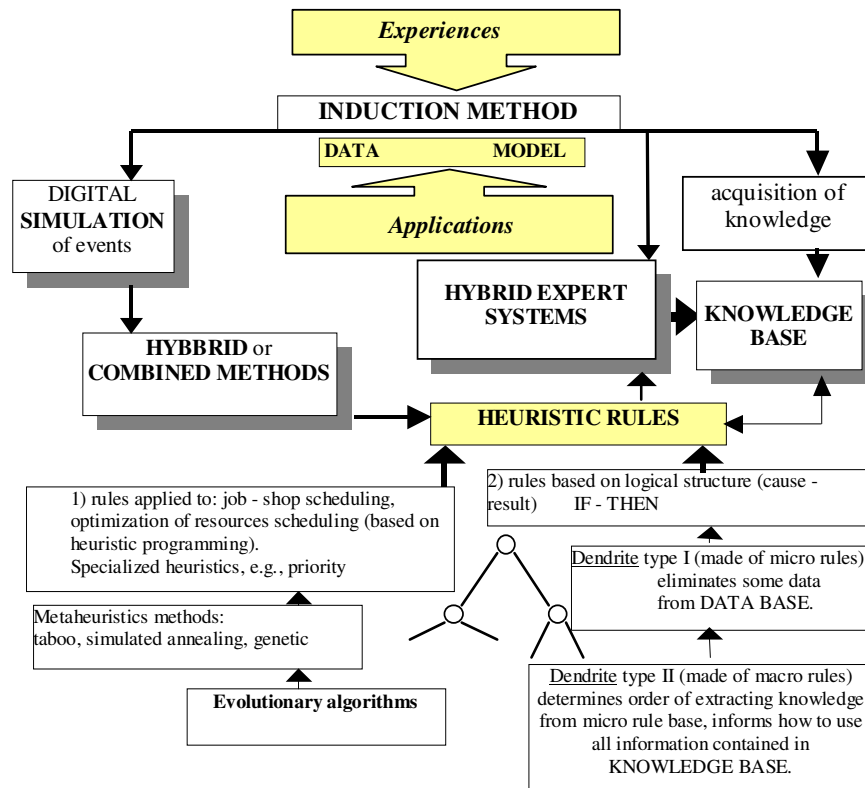 Experiences
INDUCTION METHOD
DATA MODEL
Applications
DIGITAL
SIMULATION
of events
acquisition of
knowledge
HYBRID EXPERT
SYSTEMS
KNOWLEDGE
BASE
HYBBRID or
COMBINED METHODS
HEURISTIC RULES
1) rules applied to: job - shop scheduling,
optimization of resources scheduling (based on
heuristic programming).
Specialized heuristics, e.g., priority
2) rules based on logical structure (cause -
result) IF - THEN
Dendrite type I (made of micro rules)
eliminates some data
from DATA BASE.
Metaheuristics methods:
taboo, simulated annealing, genetic
Evolutionary algorithms
Dendrite type II (made of macro rules)
determines order of extracting knowledge
from micro rule base, informs how to use
all information contained in
KNOWLEDGE BASE.